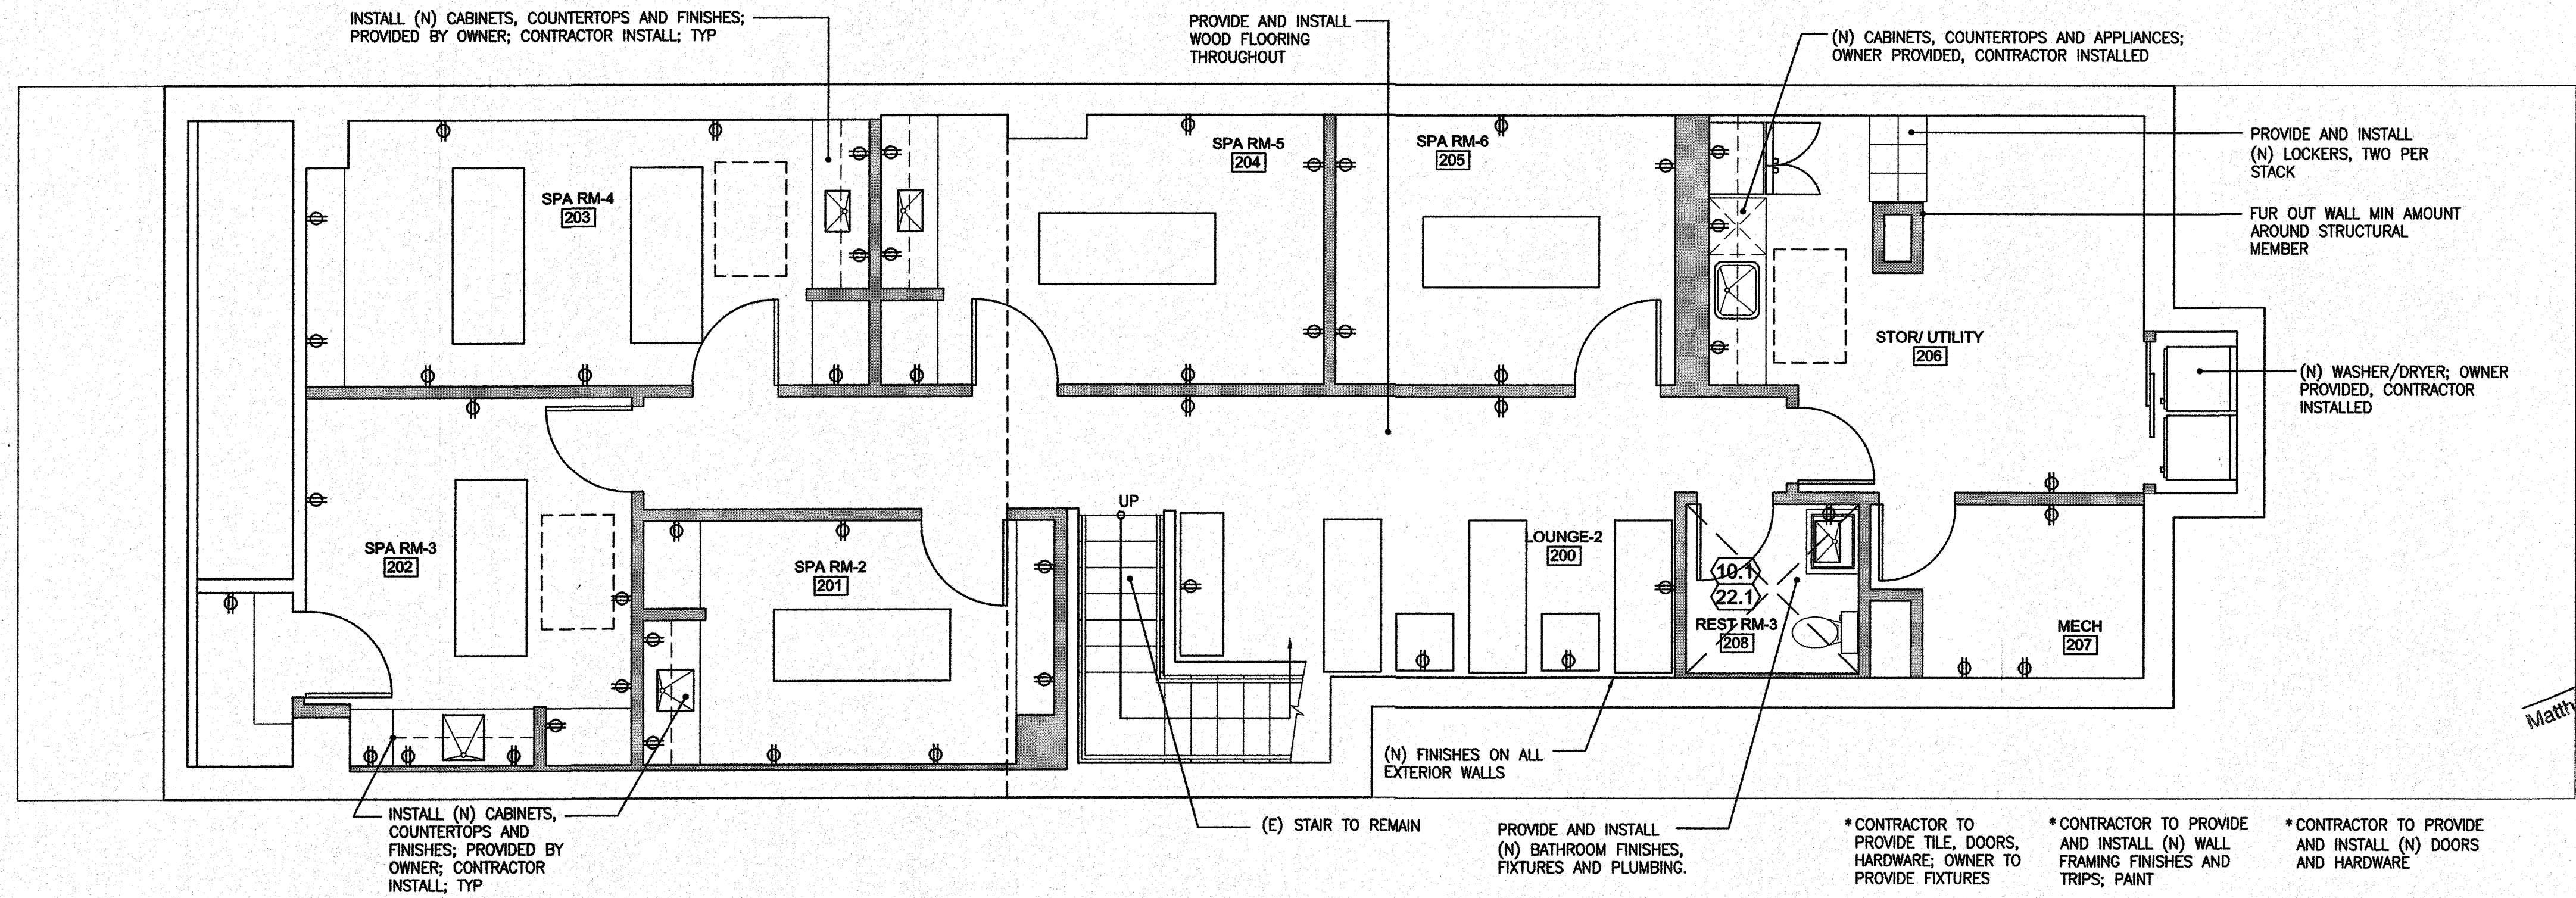 INSTALL (N) CABINETS, COUNTERTOPS AND FINISHES;
PROVIDED BY OWNER; CONTRACTOR INSTALL; TYP
PROVIDE AND INSTALL
WOOD FLOORING
THROUGHOUT
(N) CABINETS, COUNTERTOPS AND APPLIANCES;
OWNER PROVIDED, CONTRACTOR INSTALLED
PROVIDE AND INSTALL
(N) LOCKERS, TWO PER
STACK
FUR OUT WALL MIN AMOUNT
AROUND STRUCTURAL
MEMBER
(N) WASHER/DRYER; OWNER
PROVIDED, CONTRACTOR
INSTALLED
SPA RM-4
203
SPA RM-5
204
SPA RM-6
205
STOR/ UTILITY
206
SPA RM-3
202
SPA RM-2
201
UP
LOUNGE-2
200
10.1
22.1
REST RM-3
208
MECH
207
Matth
(N) FINISHES ON ALL
EXTERIOR WALLS
INSTALL (N) CABINETS,
COUNTERTOPS AND
FINISHES; PROVIDED BY
OWNER; CONTRACTOR
INSTALL; TYP
(E) STAIR TO REMAIN
PROVIDE AND INSTALL
(N) BATHROOM FINISHES,
FIXTURES AND PLUMBING.
* CONTRACTOR TO
PROVIDE TILE, DOORS,
HARDWARE; OWNER TO
PROVIDE FIXTURES
* CONTRACTOR TO PROVIDE
AND INSTALL (N) WALL
FRAMING FINISHES AND
TRIPS; PAINT
* CONTRACTOR TO PROVIDE
AND INSTALL (N) DOORS
AND HARDWARE